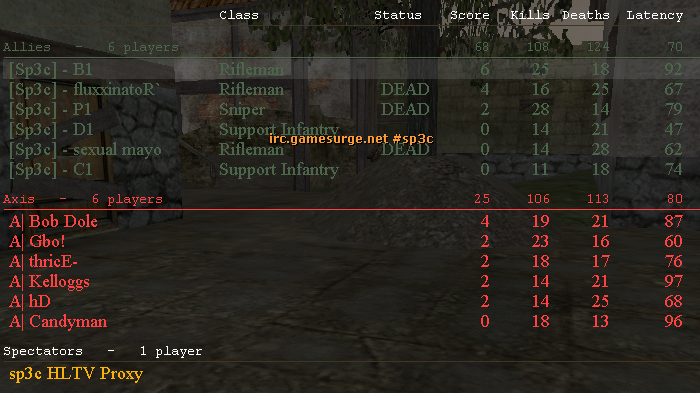 Class Status Score Kills Deaths Latency
Allies - 6 players 68 108 124 70
[Sp3c] - B1 Rifleman 6 25 18 92
[Sp3c] - fluxxinatoR` Rifleman DEAD 4 16 25 67
[Sp3c] - P1 Sniper DEAD 2 28 14 79
[Sp3c] - D1 Support Infantry 0 14 21 47
irc.gamesurge.net #sp3c
[Sp3c] - sexual mayo Rifleman DEAD 0 14 28 62
[Sp3c] - C1 Support Infantry 0 11 18 74
Axis - 6 players 25 106 113 80
A| Bob Dole 4 19 21 87
A| Gbo! 2 23 16 60
A| thricE- 2 18 17 76
A| Kelloggs 2 14 21 97
A| hD 2 14 25 68
A| Candyman 0 18 13 96
Spectators - 1 player
sp3c HLTV Proxy